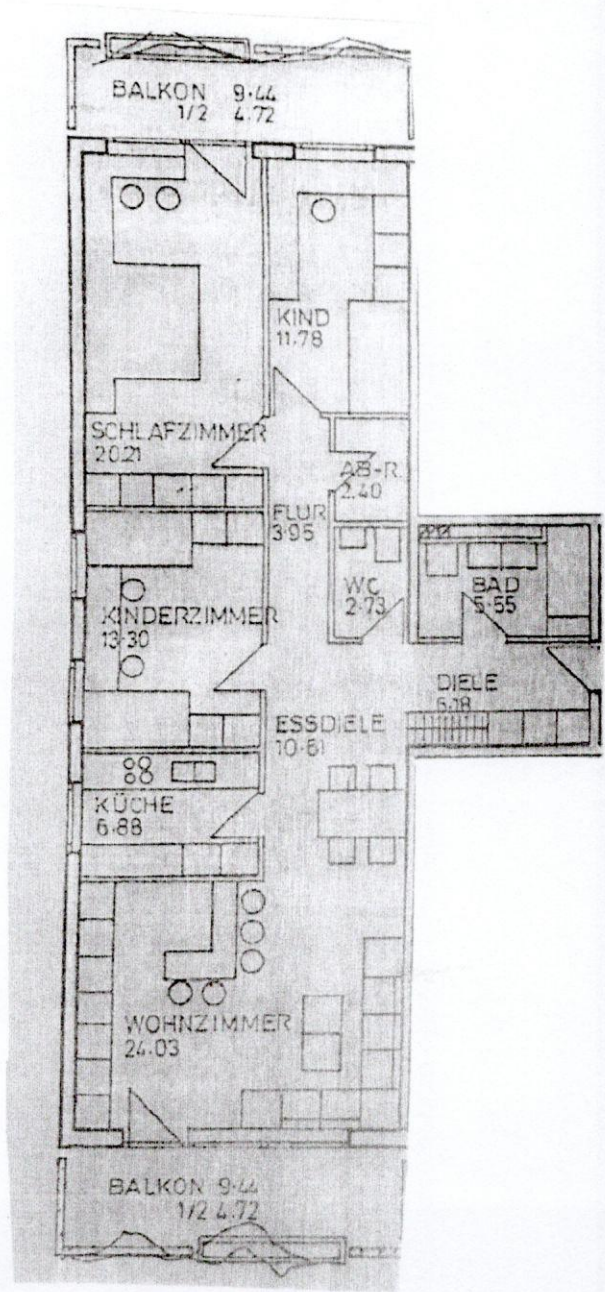 BALKON 9.44
1/2 4.72
KIND
11.78
SCHLAFZIMMER
20.21
AB-R.
2.40
FLUR
3.95
WC
2.73
BAD
5.55
KINDERZIMMER
13.30
DIELE
6.18
ESSDIELE
10.61
KÜCHE
6.88
WOHNZIMMER
24.03
BALKON 9.44
1/2 4.72